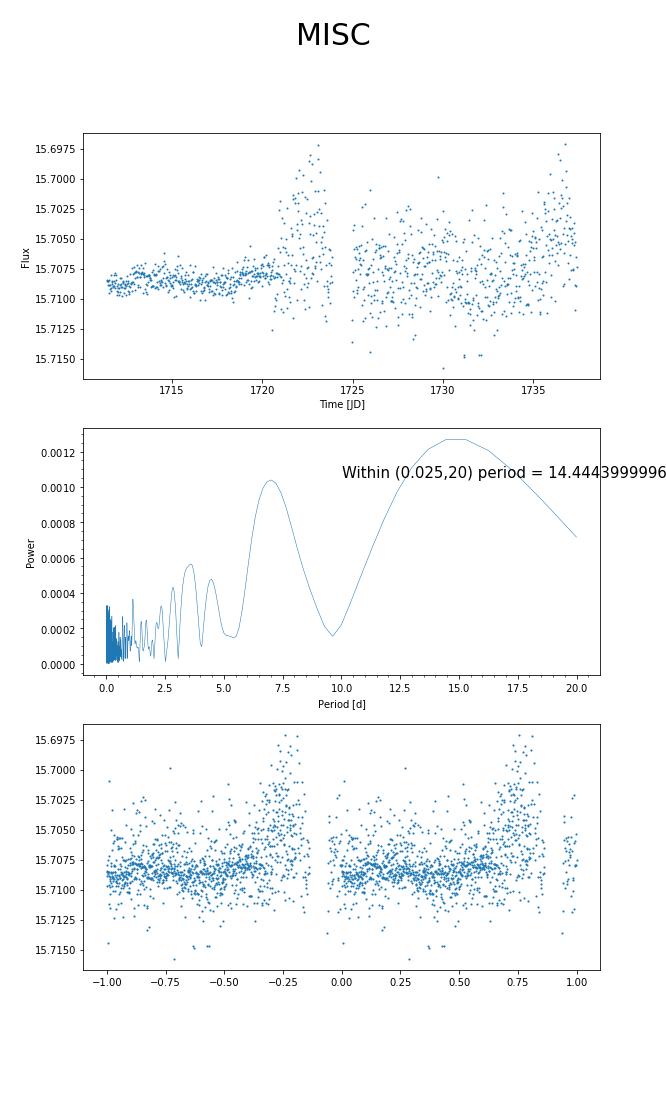 MISC
15.6975
15.7000
15.7025
15.7050
15.7075
15.7100
15.7125
15.7150
Flux
1715 1720 1725 1730 1735
Time [JD]
0.0012
0.0010
0.0008
0.0006
0.0004
0.0002
0.0000
Power
Within (0.025,20) period = 14.4443999996
0.0 2.5 5.0 7.5 10.0 12.5 15.0 17.5 20.0
Period [d]
15.6975
15.7000
15.7025
15.7050
15.7075
15.7100
15.7125
15.7150
−1.00 −0.75 −0.50 −0.25 0.00 0.25 0.50 0.75 1.00